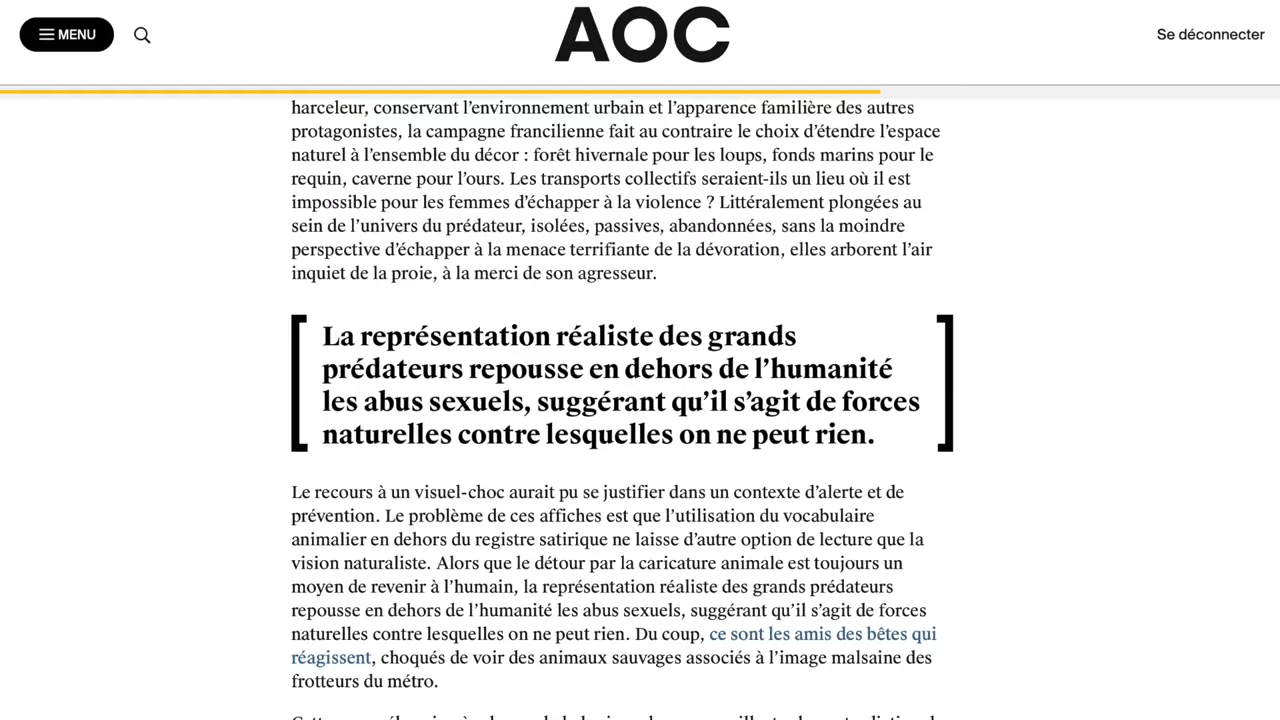 MENU
AOC
Se déconnecter
harceleur, conservant l’environnement urbain et l’apparence familière des autres
protagonistes, la campagne francilienne fait au contraire le choix d’étendre l’espace
naturel à l’ensemble du décor : forêt hivernale pour les loups, fonds marins pour le
requin, caverne pour l’ours. Les transports collectifs seraient-ils un lieu où il est
impossible pour les femmes d’échapper à la violence ? Littéralement plongées au
sein de l’univers du prédateur, isolées, passives, abandonnées, sans la moindre
perspective d’échapper à la menace terrifiante de la dévoration, elles arborent l’air
inquiet de la proie, à la merci de son agresseur.
La représentation réaliste des grands
prédateurs repousse en dehors de l’humanité
les abus sexuels, suggérant qu’il s’agit de forces
naturelles contre lesquelles on ne peut rien.
Le recours à un visuel-choc aurait pu se justifier dans un contexte d’alerte et de
prévention. Le problème de ces affiches est que l’utilisation du vocabulaire
animalier en dehors du registre satirique ne laisse d’autre option de lecture que la
vision naturaliste. Alors que le détour par la caricature animale est toujours un
moyen de revenir à l’humain, la représentation réaliste des grands prédateurs
repousse en dehors de l’humanité les abus sexuels, suggérant qu’il s’agit de forces
naturelles contre lesquelles on ne peut rien. Du coup, ce sont les amis des bêtes qui
réagissent, choqués de voir des animaux sauvages associés à l’image malsaine des
frotteurs du métro.